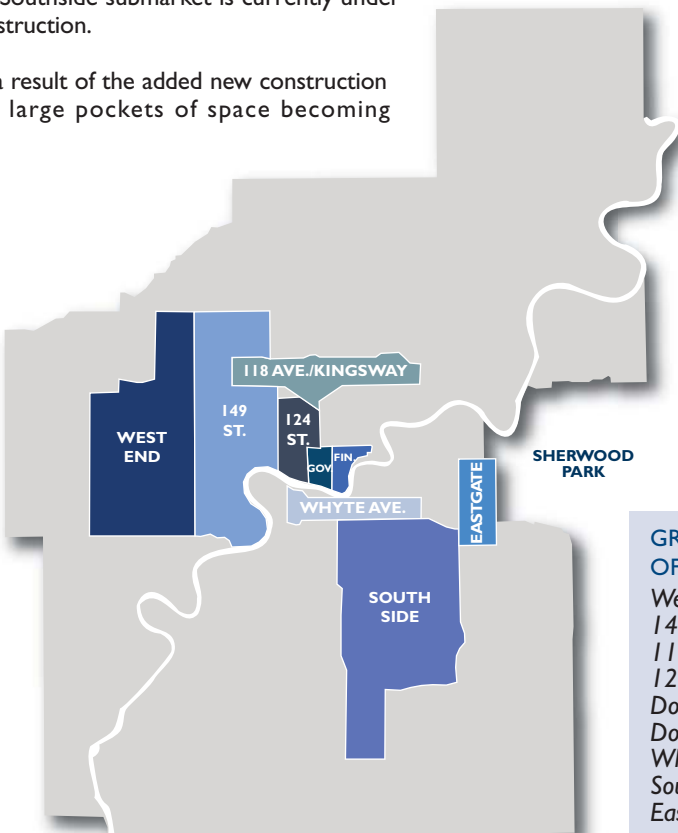 Southside submarket is currently under
struction.
a result of the added new construction
large pockets of space becoming
118 AVE./KINGSWAY
WEST
END
149
ST.
124
ST.
GOV.
FIN.
WHYTE AVE.
EASTGATE
SHERWOOD
PARK
SOUTH
SIDE
GR
OF
We
14
11
12
Do
Do
Wh
Sou
Eas